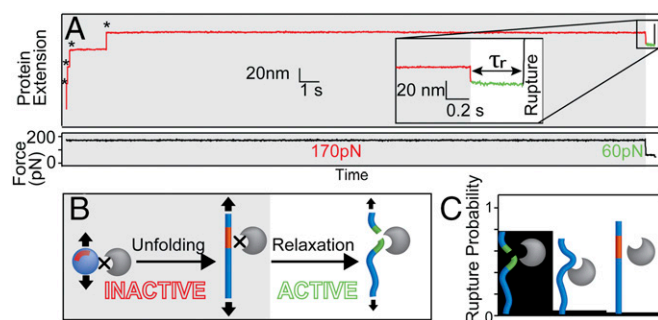 A
*
*
*
*
Protein
Extension
20nm
1 s
τr
Rupture
20 nm
0.2 s
Force
(pN)
200
0
170pN
60pN
Time
B
Unfolding
Relaxation
INACTIVE
ACTIVE
C
Rupture Probability
1
0